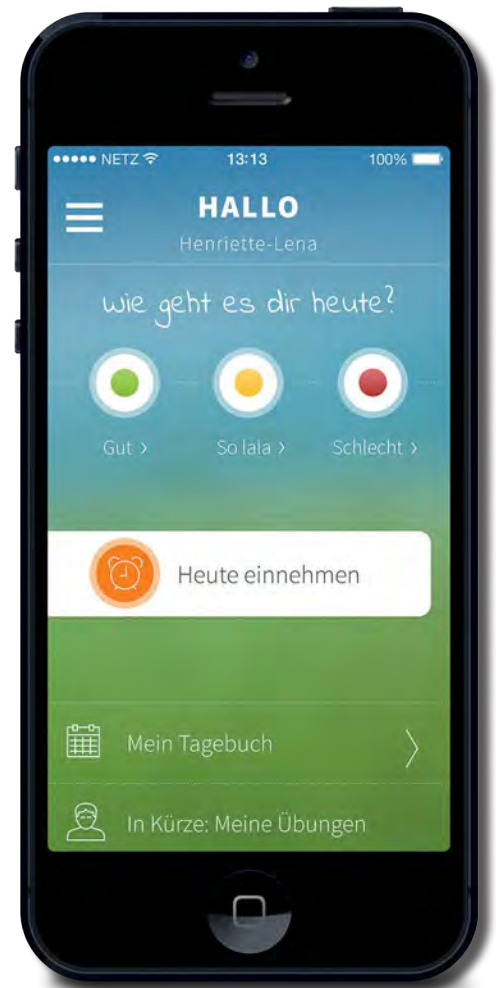 NETZ 13:13 100%
HALLO
Henriette-Lena
wie geht es dir heute?
Gut › So lala › Schlecht ›
Heute einnehmen
Mein Tagebuch
In Kürze: Meine Übungen